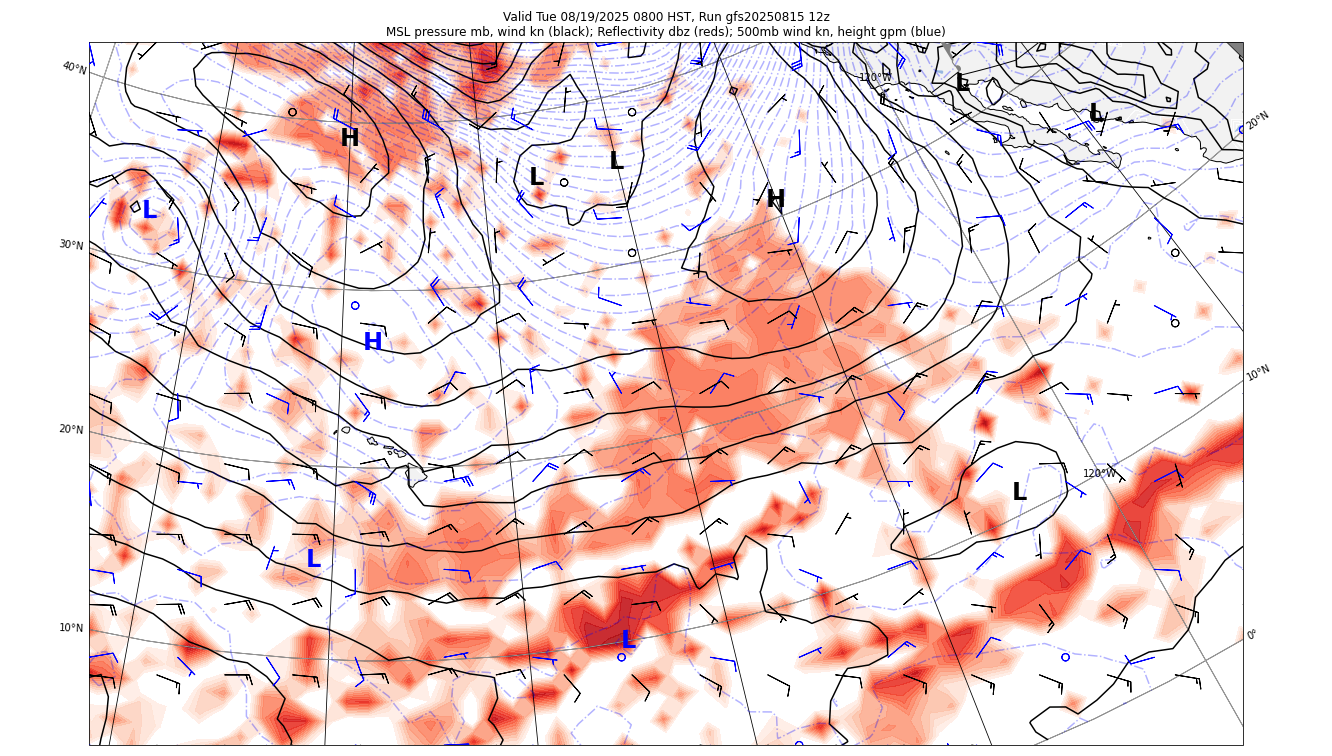 Valid Tue 08/19/2025 0800 HST, Run gfs20250815 12z
MSL pressure mb, wind kn (black); Reflectivity dbz (reds); 500mb wind kn, height gpm (blue)
40°N
120°W
L
L
20°N
H
L
L
H
L
30°N
H
10°N
20°N
120°W
L
L
10°N
L
0°